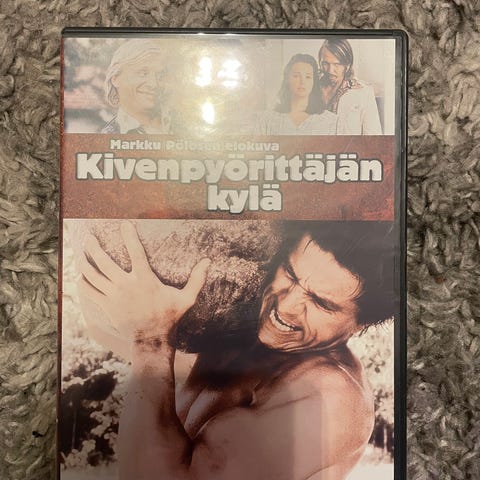 Markku Pölösen elokuva
Kivenpyörittäjän
kylä